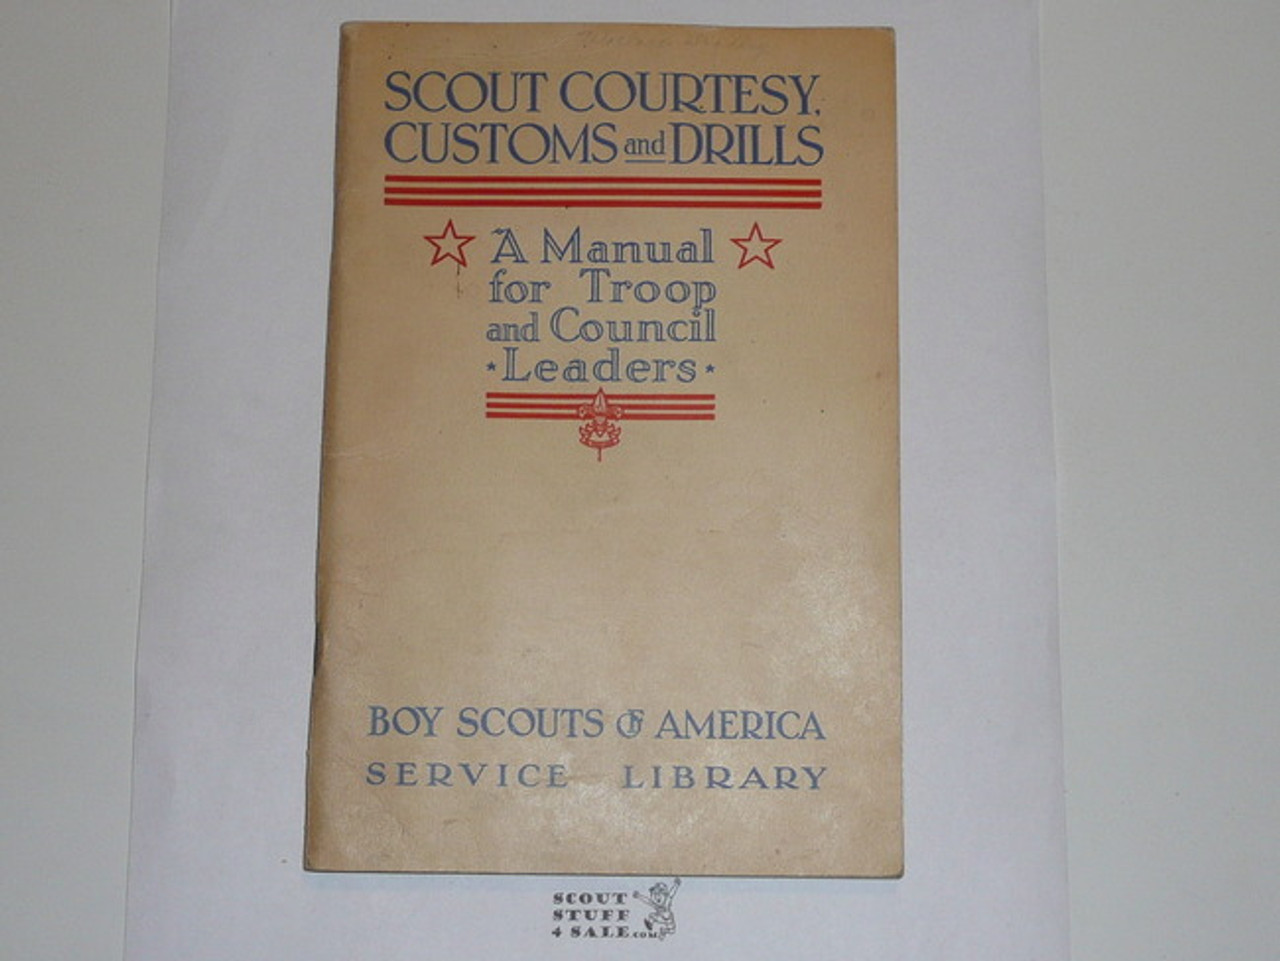 SCOUT COURTESY,
CUSTOMS and DRILLS
A Manual
for Troop
and Council
Leaders
BOY SCOUTS OF AMERICA
SERVICE LIBRARY
SCOUT
STUFF
4 SALE.COM